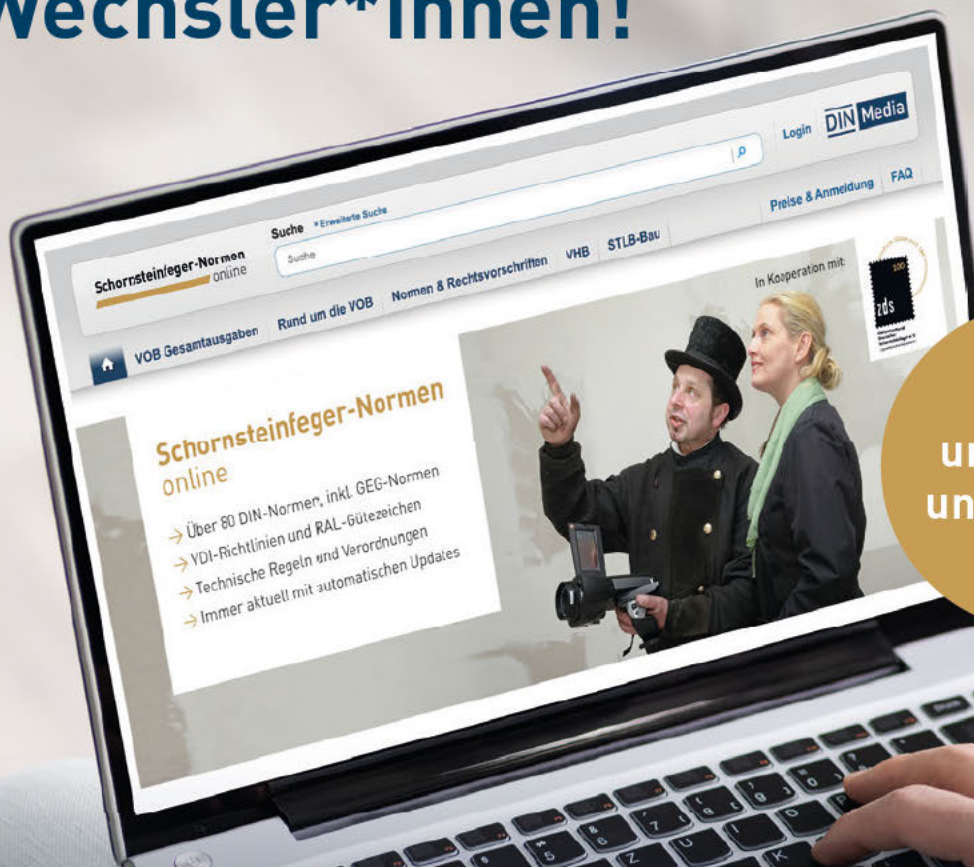 Wechsler*innen!
Login
DIN Media
Suche
*Erweiterte Suche
Suche
Schornsteinfeger-Normen
online
Preise & Anmeldung
FAQ
VOB Gesamtausgaben
Rund um die VOB
Normen & Rechtsvorschriften
VHB
STLB-Bau
In Kooperation mit:
100
zds
Schornsteinfeger-Normen
online
→ Über 80 DIN-Normen, inkl. GEG-Normen
→ VDI-Richtlinien und RAL-Gütezeichen
→ Technische Regeln und Verordnungen
→ Immer aktuell mit automatischen Updates